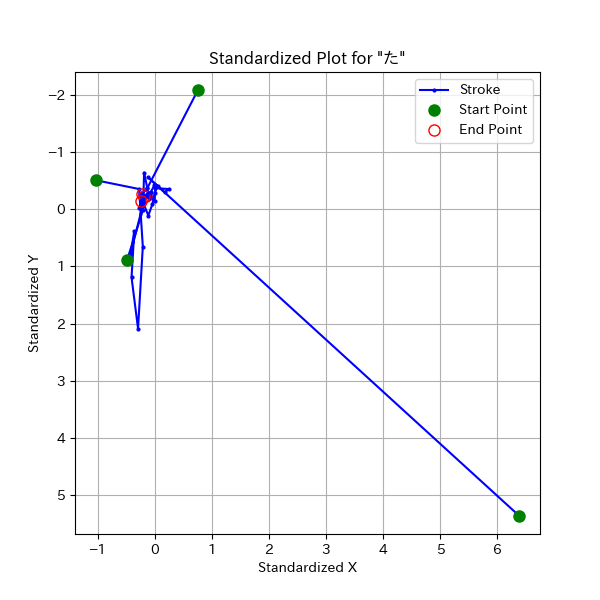 Standardized Plot for "た"
Stroke
Start Point
End Point
−2
−1
0
1
2
3
4
5
Standardized Y
−1 0 1 2 3 4 5 6
Standardized X